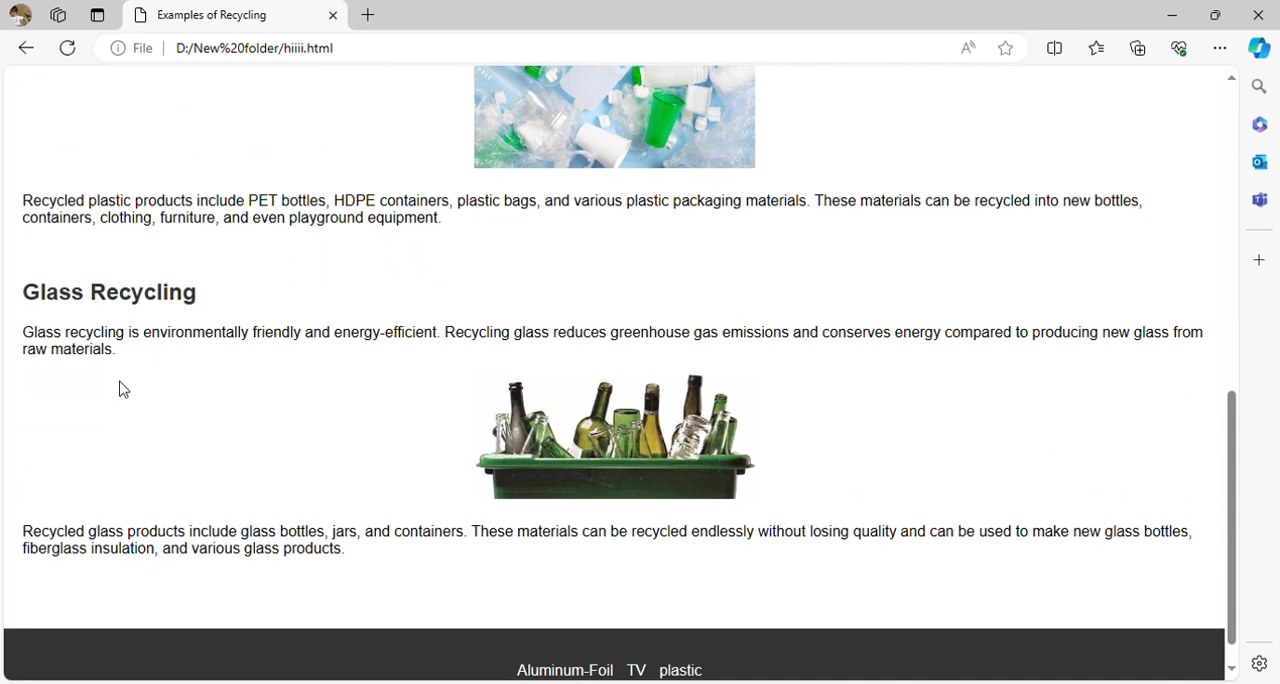 Examples of Recycling
File
D:/New%20folder/hiiii.html
Recycled plastic products include PET bottles, HDPE containers, plastic bags, and various plastic packaging materials. These materials can be recycled into new bottles,
containers, clothing, furniture, and even playground equipment.
Glass Recycling
Glass recycling is environmentally friendly and energy-efficient. Recycling glass reduces greenhouse gas emissions and conserves energy compared to producing new glass from
raw materials.
Recycled glass products include glass bottles, jars, and containers. These materials can be recycled endlessly without losing quality and can be used to make new glass bottles,
fiberglass insulation, and various glass products.
Aluminum-Foil TV plastic